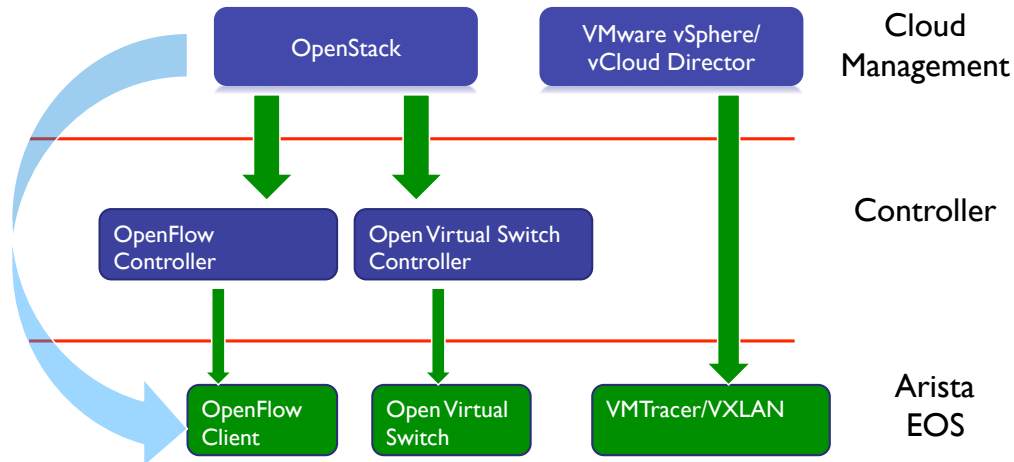 OpenStack
VMware vSphere/
vCloud Director
Cloud
Management
OpenFlow
Controller
Open Virtual Switch
Controller
Controller
OpenFlow
Client
Open Virtual
Switch
VMTracer/VXLAN
Arista
EOS